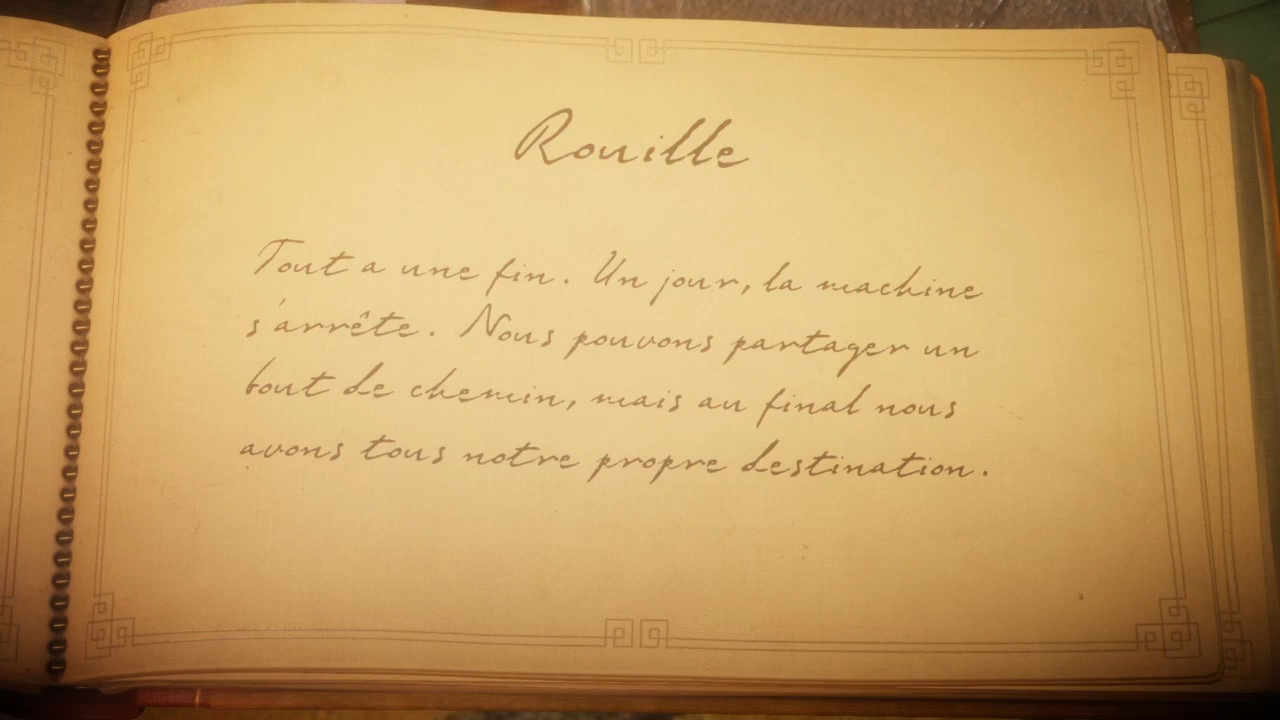 Rouille
Tout a une fin. Un jour, la machine
s'arrête. Nous pouvons partager un
bout de chemin, mais au final nous
avons tous notre propre destination.